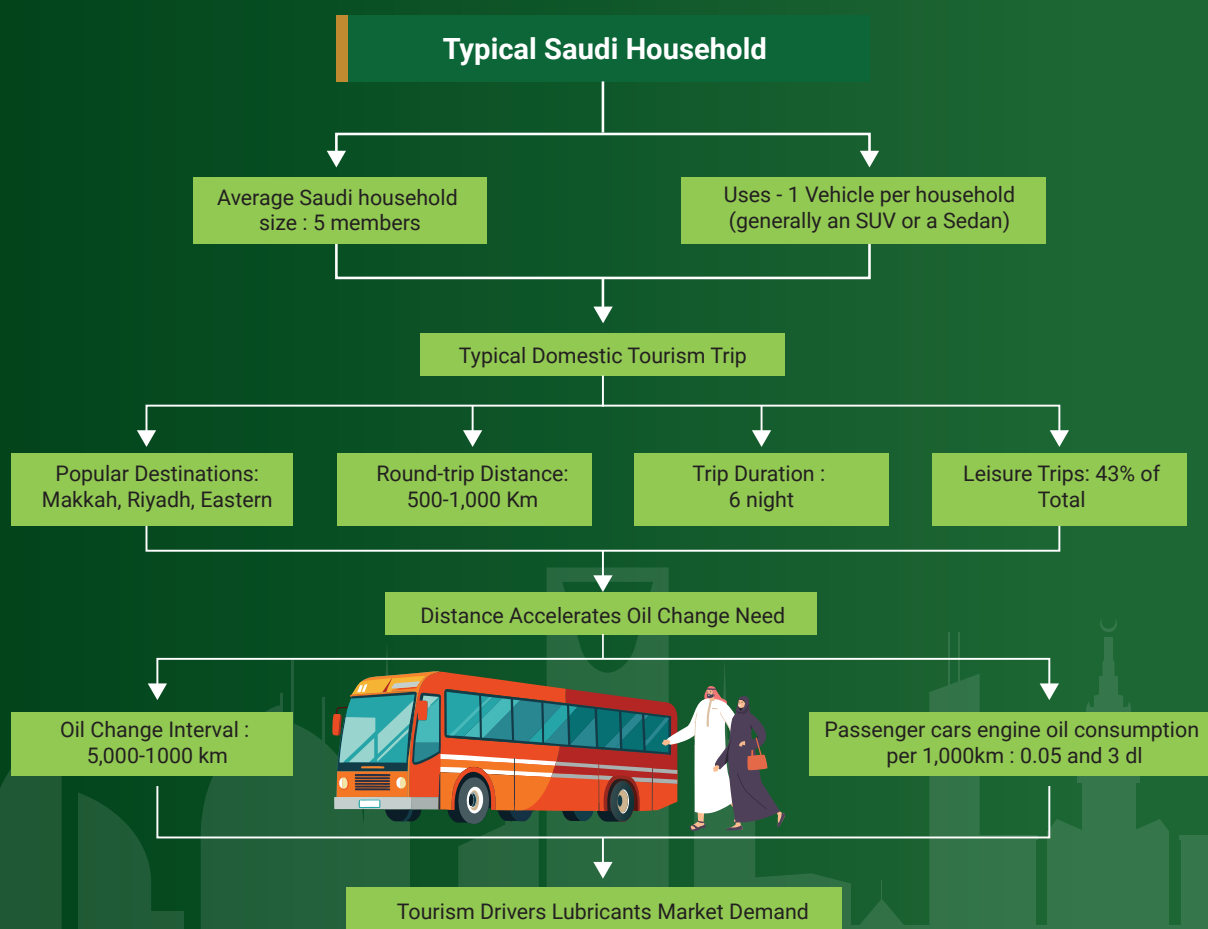 Typical Saudi Household
Average Saudi household
size : 5 members
Uses - 1 Vehicle per household
(generally an SUV or a Sedan)
Typical Domestic Tourism Trip
Popular Destinations:
Makkah, Riyadh, Eastern
Round-trip Distance:
500-1,000 Km
Trip Duration :
6 night
Leisure Trips: 43% of
Total
Distance Accelerates Oil Change Need
Oil Change Interval :
5,000-1000 km
Passenger cars engine oil consumption
per 1,000km : 0.05 and 3 dl
Tourism Drivers Lubricants Market Demand